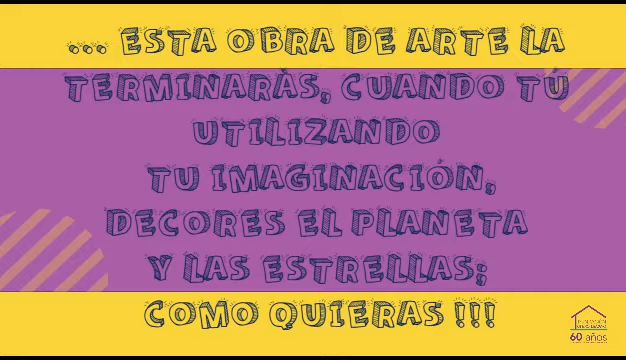 ... ESTA OBRA DE ARTE LA
TERMINARÁS, CUANDO TÚ
UTILIZANDO
TU IMAGINACIÓN,
DECORES EL PLANETA
Y LAS ESTRELLAS;
COMO QUIERAS !!!
60 años